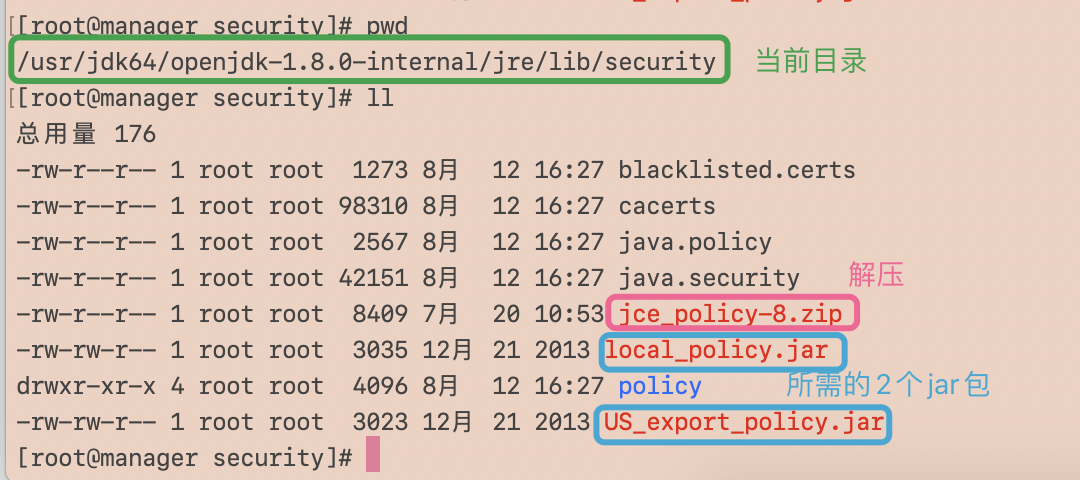 [[root@manager security]# pwd
/usr/jdk64/openjdk-1.8.0-internal/jre/lib/security 当前目录
[[root@manager security]# ll
总用量 176
-rw-r--r-- 1 root root 1273 8月 12 16:27 blacklisted.certs
-rw-r--r-- 1 root root 98310 8月 12 16:27 cacerts
-rw-r--r-- 1 root root 2567 8月 12 16:27 java.policy
-rw-r--r-- 1 root root 42151 8月 12 16:27 java.security 解压
-rw-r--r-- 1 root root 8409 7月 20 10:53 jce_policy-8.zip
-rw-rw-r-- 1 root root 3035 12月 21 2013 local_policy.jar
drwxr-xr-x 4 root root 4096 8月 12 16:27 policy 所需的2个jar包
-rw-rw-r-- 1 root root 3023 12月 21 2013 US_export_policy.jar
[root@manager security]#